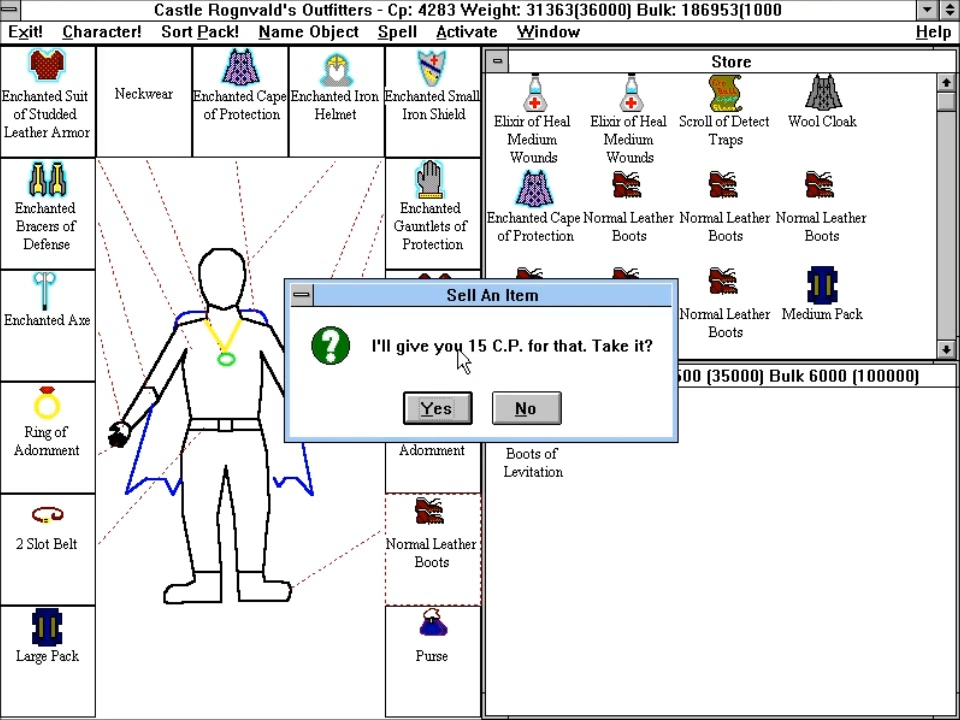 Castle Rognvald's Outfitters - Cp: 4283 Weight: 31363(36000) Bulk: 186953(1000
Exit! Character! Sort Pack! Name Object Spell Activate Window Help
Enchanted Suit
of Studded
Leather Armor
Neckwear
Enchanted Cape
of Protection
Enchanted Iron
Helmet
Enchanted Small
Iron Shield
Enchanted
Bracers of
Defense
Enchanted
Gauntlets of
Protection
Enchanted Axe
Ring of
Adornment
Adornment
2 Slot Belt
Normal Leather
Boots
Large Pack
Purse
Store
Elixir of Heal
Medium
Wounds
Elixir of Heal
Medium
Wounds
Scroll of Detect
Traps
Wool Cloak
Enchanted Cape
of Protection
Normal Leather
Boots
Normal Leather
Boots
Normal Leather
Boots
Normal Leather
Boots
Medium Pack
Sell An Item
I'll give you 15 C.P. for that. Take it?
Yes
No
(35000) Bulk 6000 (100000)
Boots of
Levitation